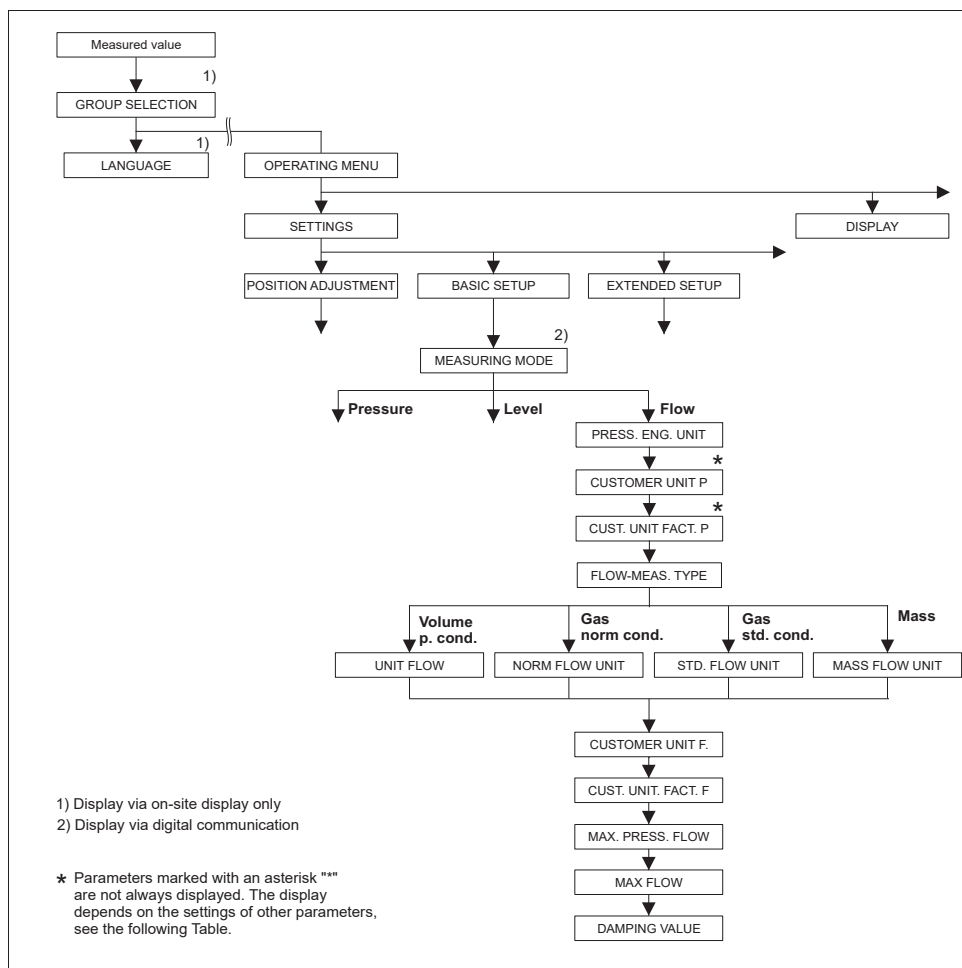 Measured value
1)
GROUP SELECTION
1)
LANGUAGE
OPERATING MENU
SETTINGS
DISPLAY
POSITION ADJUSTMENT
BASIC SETUP
EXTENDED SETUP
2)
MEASURING MODE
Pressure
Level
Flow
PRESS. ENG. UNIT
*
CUSTOMER UNIT P
*
CUST. UNIT FACT. P
FLOW-MEAS. TYPE
Volume
p. cond.
Gas
norm cond.
Gas
std. cond.
Mass
UNIT FLOW
NORM FLOW UNIT
STD. FLOW UNIT
MASS FLOW UNIT
CUSTOMER UNIT F.
CUST. UNIT. FACT. F
MAX. PRESS. FLOW
MAX FLOW
DAMPING VALUE
1) Display via on-site display only
2) Display via digital communication
* Parameters marked with an asterisk "*"
are not always displayed. The display
depends on the settings of other parameters,
see the following Table.